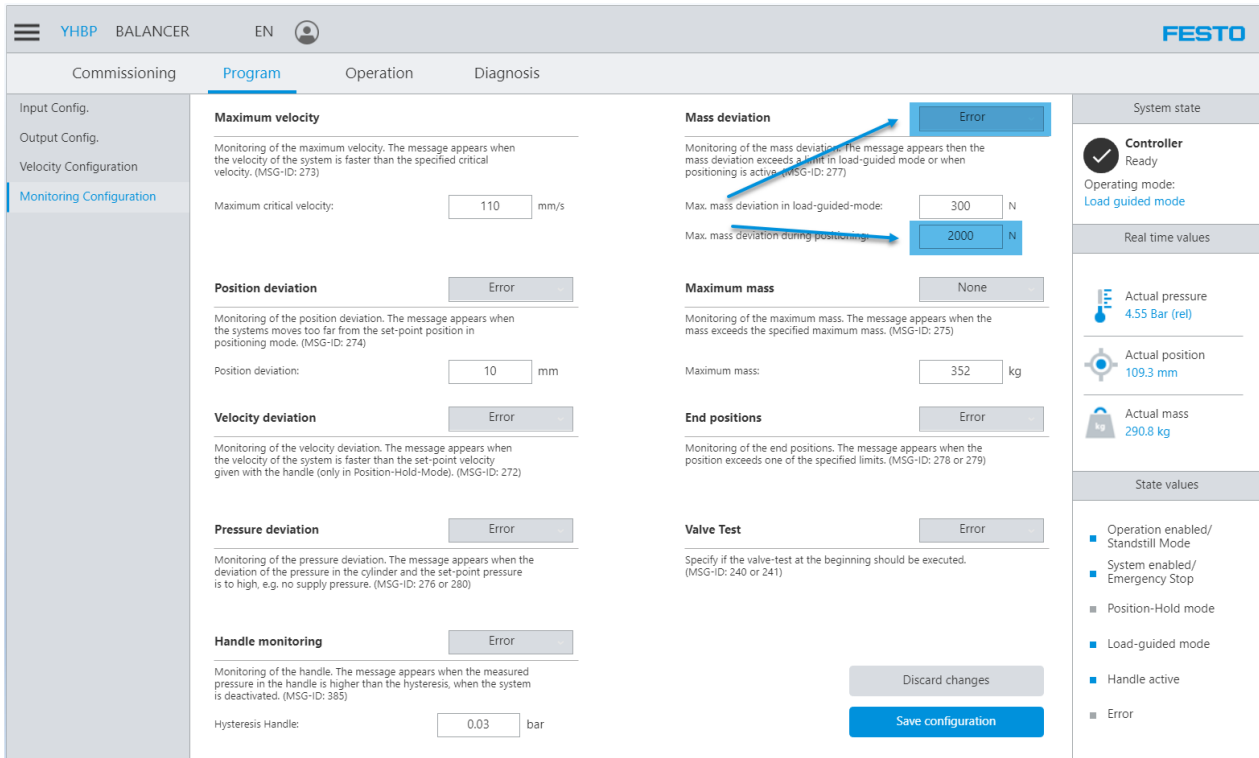 YHBP BALANCER EN FESTO
Commissioning Program Operation Diagnosis
Input Config.
Output Config.
Velocity Configuration
Monitoring Configuration
Maximum velocity
Monitoring of the maximum velocity. The message appears when
the velocity of the system is faster than the specified critical
velocity. (MSG-ID: 273)
Maximum critical velocity: 110 mm/s
Position deviation Error
Monitoring of the position deviation. The message appears when
the systems moves too far from the set-point position in
positioning mode. (MSG-ID: 274)
Position deviation: 10 mm
Velocity deviation Error
Monitoring of the velocity deviation. The message appears when
the velocity of the system is faster than the set-point velocity
given with the handle (only in Position-Hold-Mode). (MSG-ID: 272)
Pressure deviation Error
Monitoring of the pressure deviation. The message appears when the
deviation of the pressure in the cylinder and the set-point pressure
is to high, e.g. no supply pressure. (MSG-ID: 276 or 280)
Handle monitoring Error
Monitoring of the handle. The message appears when the measured
pressure in the handle is higher than the hysteresis, when the system
is deactivated. (MSG-ID: 385)
Hysteresis Handle: 0.03 bar
Mass deviation Error
Monitoring of the mass deviation. The message appears then the
mass deviation exceeds a limit in load-guided mode or when
positioning is active. (MSG-ID: 277)
Max. mass deviation in load-guided-mode: 300 N
Max. mass deviation during positioning: 2000 N
Maximum mass None
Monitoring of the maximum mass. The message appears when the
mass exceeds the specified maximum mass. (MSG-ID: 275)
Maximum mass: 352 kg
End positions Error
Monitoring of the end positions. The message appears when the
position exceeds one of the specified limits. (MSG-ID: 278 or 279)
Valve Test Error
Specify if the valve-test at the beginning should be executed.
(MSG-ID: 240 or 241)
Discard changes
Save configuration
System state
Controller
Ready
Operating mode:
Load guided mode
Real time values
Actual pressure
4.55 Bar (rel)
Actual position
109.3 mm
kg
Actual mass
290.8 kg
State values
Operation enabled/
Standstill Mode
System enabled/
Emergency Stop
Position-Hold mode
Load-guided mode
Handle active
Error